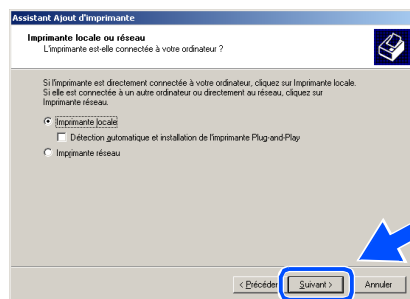 Assistant Ajout d'imprimante
Imprimante locale ou réseau
L'imprimante est-elle connectée à votre ordinateur ?
Si l'imprimante est directement connectée à votre ordinateur, cliquez sur Imprimante locale.
Si elle est connectée à un autre ordinateur ou directement au réseau, cliquez sur
Imprimante réseau.
Imprimante locale
Détection automatique et installation de l'imprimante Plug-and-Play
Imprimante réseau
< Précéden Suivant > Annuler